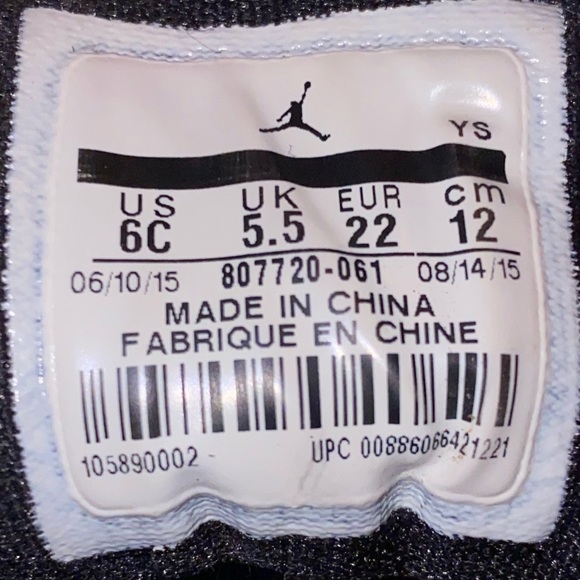 YS
US UK EUR cm
6C 5.5 22 12
06/10/15 807720-061 08/14/15
MADE IN CHINA
FABRIQUE EN CHINE
105890002 UPC 00886066421221